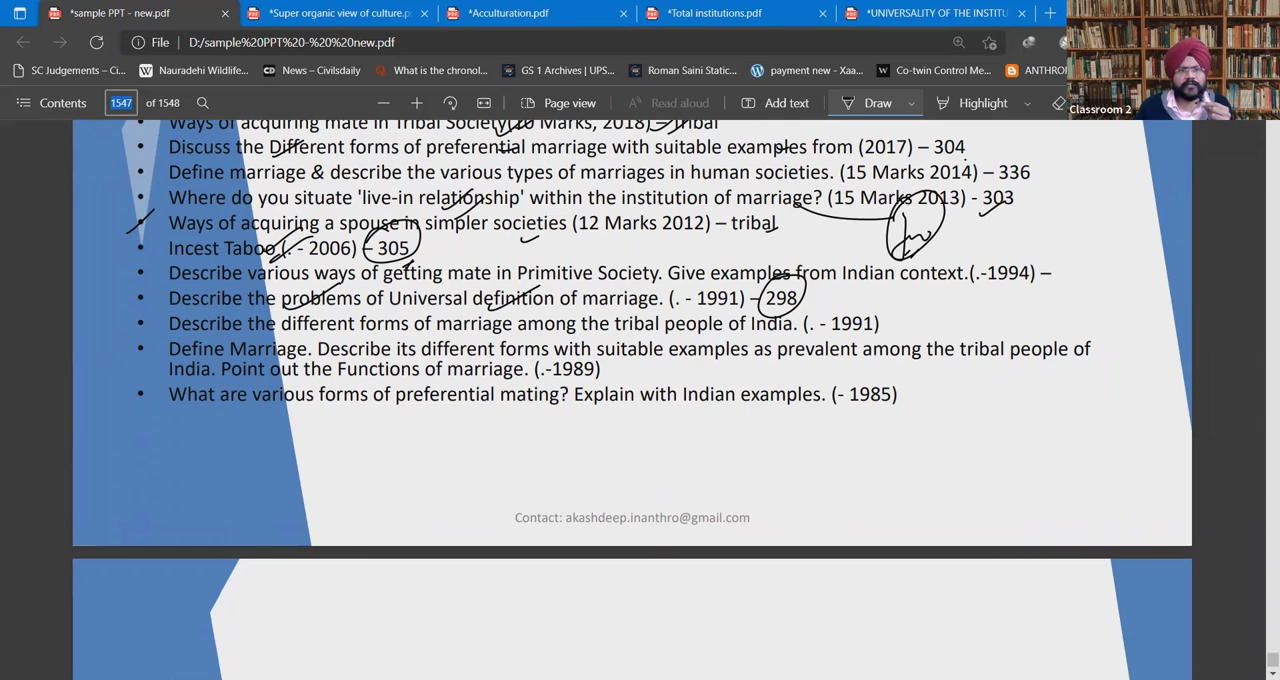 *sample PPT - new.pdf
*Super organic view of culture.p
*Acculturation.pdf
*Total institutions.pdf
*UNIVERSALITY OF THE INSTITU
File D:/sample%20PPT%20-%20%20new.pdf
SC Judgements – Ci...
Nauradehi Wildlife...
News – Civilsdaily
What is the chronol...
GS 1 Archives | UPS...
Roman Saini Static...
payment new - Xaa...
Co-twin Control Me...
ANTHRO
Classroom 2
Contents 1547 of 1548 Page view Read aloud Add text Draw Highlight
Ways of acquiring mate in Tribal Society(10 Marks, 2018) – tribal
• Discuss the Different forms of preferential marriage with suitable examples from (2017) – 304
• Define marriage & describe the various types of marriages in human societies. (15 Marks 2014) – 336
• Where do you situate 'live-in relationship' within the institution of marriage? (15 Marks 2013) - 303
• Ways of acquiring a spouse in simpler societies (12 Marks 2012) – tribal
• Incest Taboo (. - 2006) – 305
• Describe various ways of getting mate in Primitive Society. Give examples from Indian context.(.-1994) –
• Describe the problems of Universal definition of marriage. (. - 1991) – 298
• Describe the different forms of marriage among the tribal people of India. (. - 1991)
• Define Marriage. Describe its different forms with suitable examples as prevalent among the tribal people of
India. Point out the Functions of marriage. (.-1989)
• What are various forms of preferential mating? Explain with Indian examples. (- 1985)
Contact: akashdeep.inanthro@gmail.com